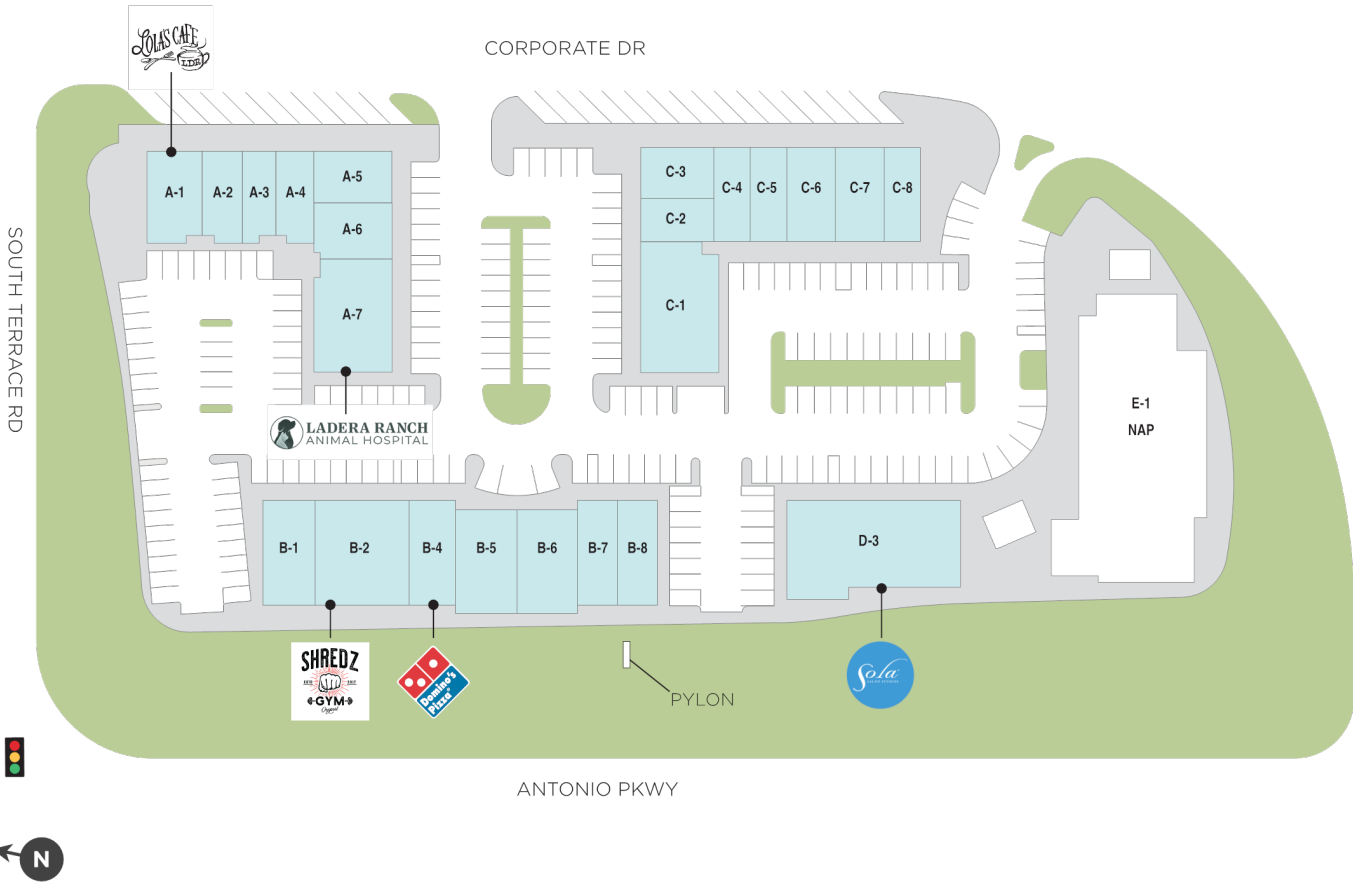 LOLA'S CAFE
LDR
CORPORATE DR
SOUTH TERRACE RD
A-1
A-2
A-3
A-4
A-5
A-6
A-7
C-3
C-2
C-1
C-4
C-5
C-6
C-7
C-8
E-1
NAP
LADERA RANCH
ANIMAL HOSPITAL
B-1
B-2
B-4
B-5
B-6
B-7
B-8
D-3
SHREDZ
GYM
Original
Domino's
Pizza
Sola
PYLON
ANTONIO PKWY
N